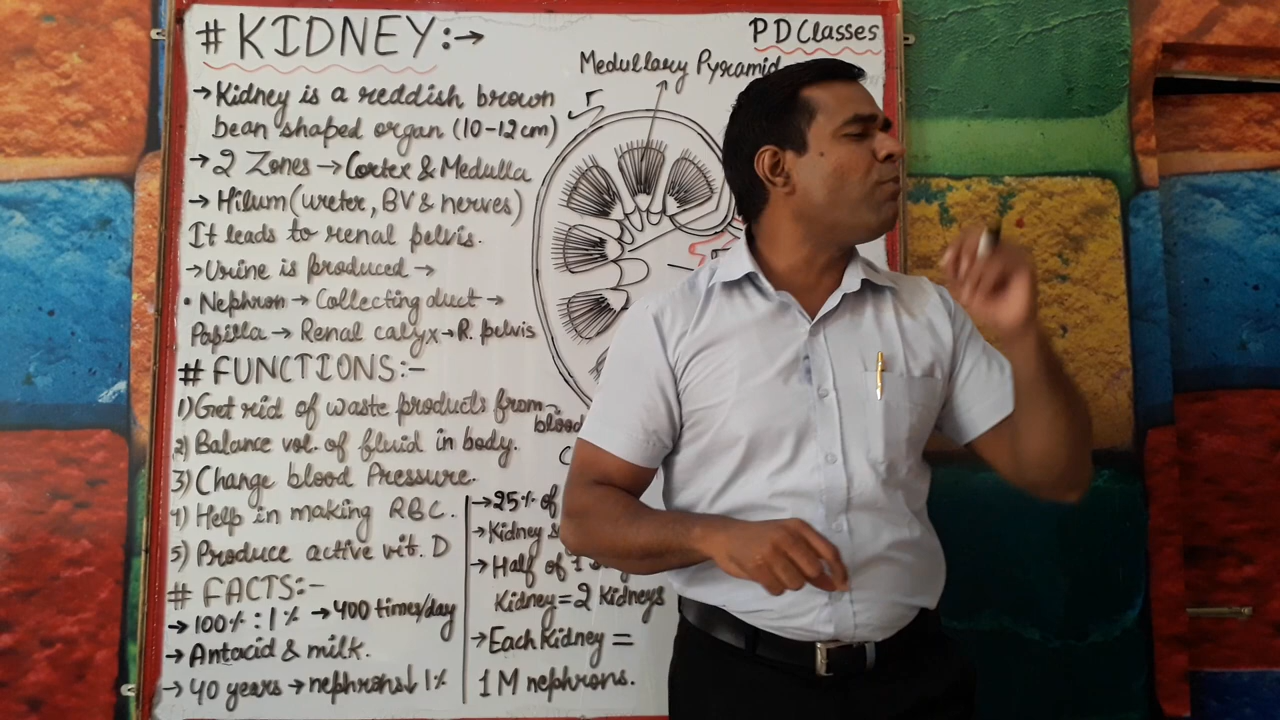 # KIDNEY:→
P D Classes
Medullary Pyramid
→ Kidney is a reddish brown
bean shaped organ (10-12cm)
→ 2 Zones → Cortex & Medulla
→ Hilum (ureter, BV & nerves)
It leads to renal pelvis.
→ Urine is produced →
• Nephron → Collecting duct →
Papilla → Renal calyx → R. pelvis
# FUNCTIONS:-
1) Get rid of waste products from
blood
2) Balance vol. of fluid in body.
3) Change blood Pressure.
4) Help in making RBC.
5) Produce active vit. D
# FACTS:-
→ 100% : 1% → 400 times/day
→ Antacid & milk.
→ 40 years → nephrons↓ 1%
→ 25% of
→ Kidney
→ Half of 1
Kidney = 2 kidneys
→ Each Kidney =
1 M nephrons.